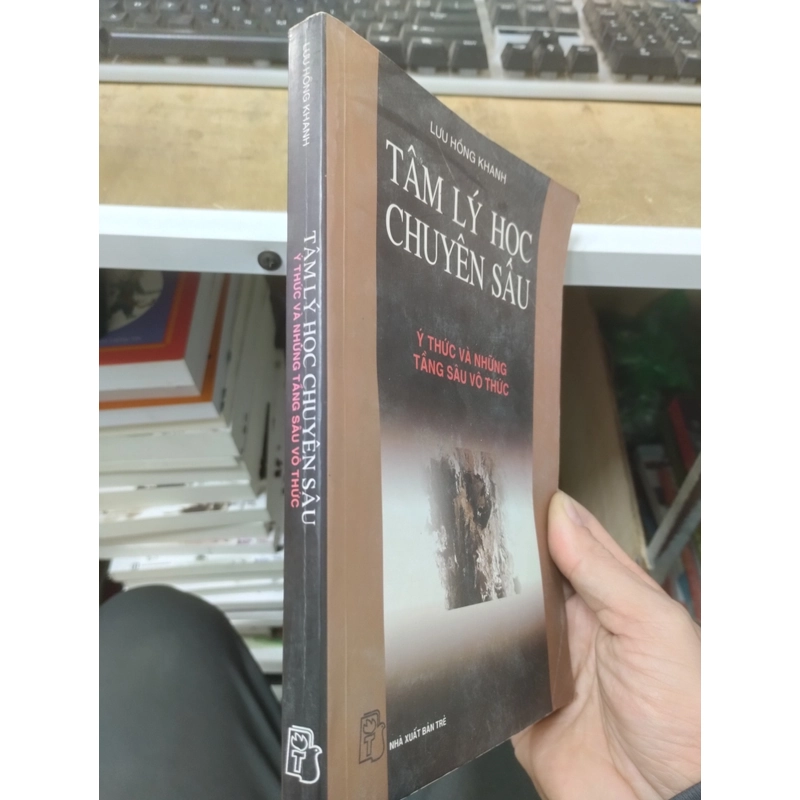 LƯU HỒNG KHANH
TÂM LÝ HỌC CHUYÊN SÂU
Ý THỨC VÀ NHỮNG TẦNG SÂU VÔ THỨC
T
LƯU HỒNG KHANH
TÂM LÝ HỌC
CHUYÊN SÂU
Ý THỨC VÀ NHỮNG
TẦNG SÂU VÔ THỨC
NHÀ XUẤT BẢN TRẺ